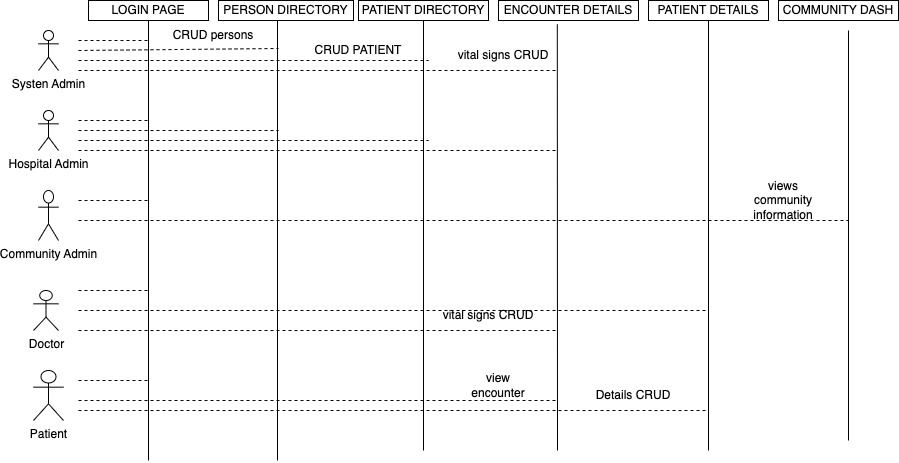 LOGIN PAGE
PERSON DIRECTORY
PATIENT DIRECTORY
ENCOUNTER DETAILS
PATIENT DETAILS
COMMUNITY DASH
CRUD persons
CRUD PATIENT
vital signs CRUD
Systen Admin
Hospital Admin
views
community
information
Community Admin
vital signs CRUD
Doctor
view
encounter
Details CRUD
Patient